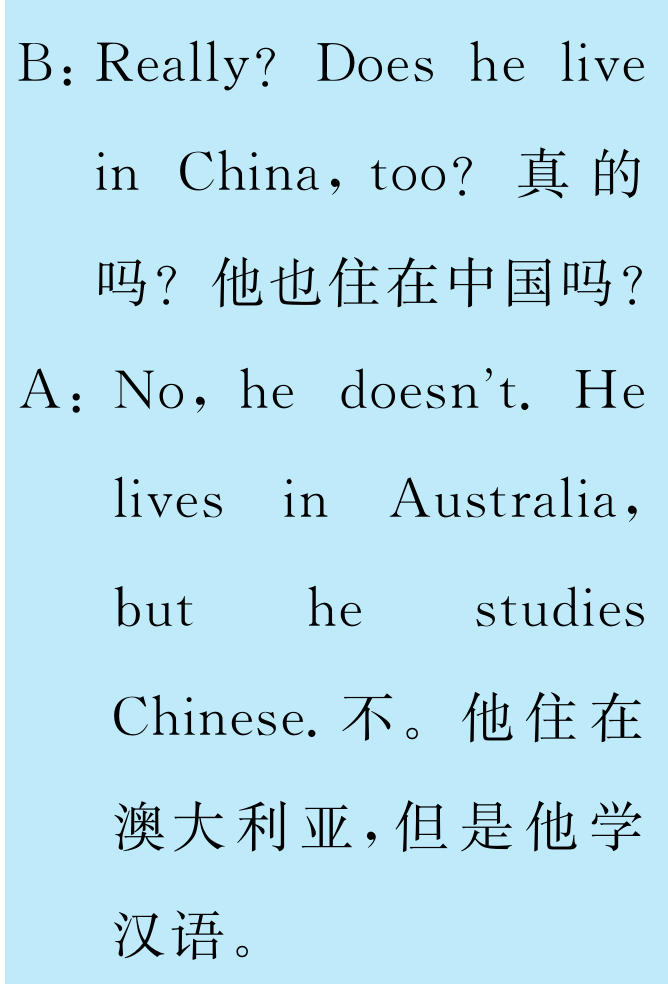 B: Really? Does he live
in China, too? 真的
吗? 他也住在中国吗?
A: No, he doesn't. He
lives in Australia,
but he studies
Chinese. 不。他住在
澳大利亚,但是他学
汉语。